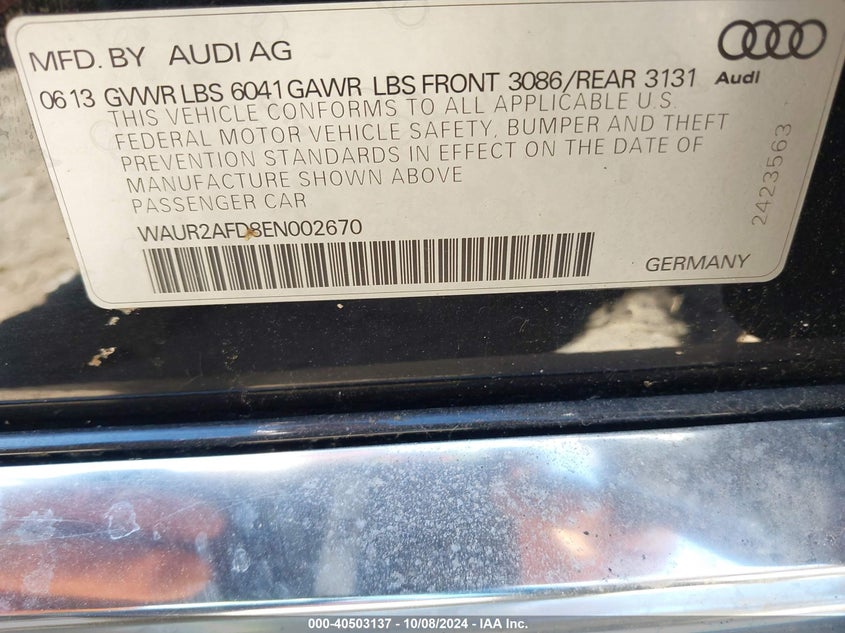 MFD. BY AUDI AG
Audi
0613 GVWR LBS 6041 GAWR LBS FRONT 3086/REAR 3131
THIS VEHICLE CONFORMS TO ALL APPLICABLE U.S.
FEDERAL MOTOR VEHICLE SAFETY, BUMPER AND THEFT
PREVENTION STANDARDS IN EFFECT ON THE DATE OF
MANUFACTURE SHOWN ABOVE
PASSENGER CAR
WAUR2AFD8EN002670
GERMANY
2423563
000-40503137 - 10/08/2024 - IAA Inc.